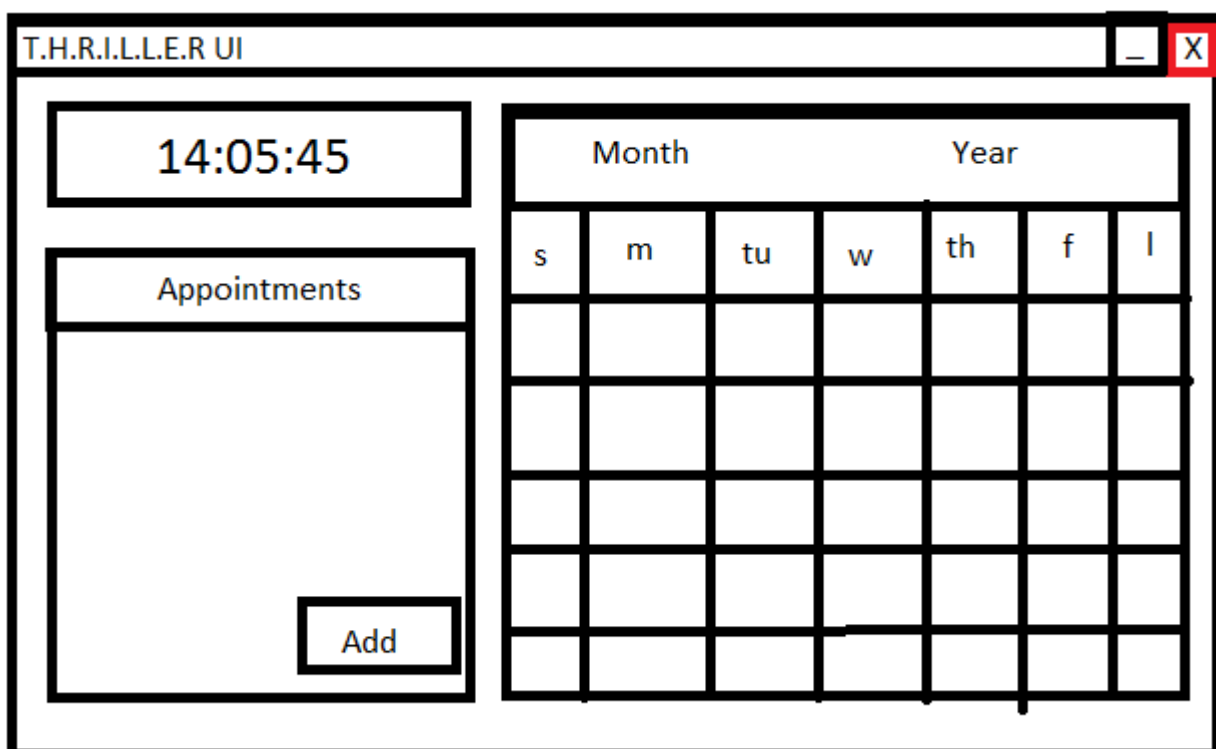 T.H.R.I.L.L.E.R UI _ X
14:05:45
Month Year
s m tu w th f l
Appointments
Add